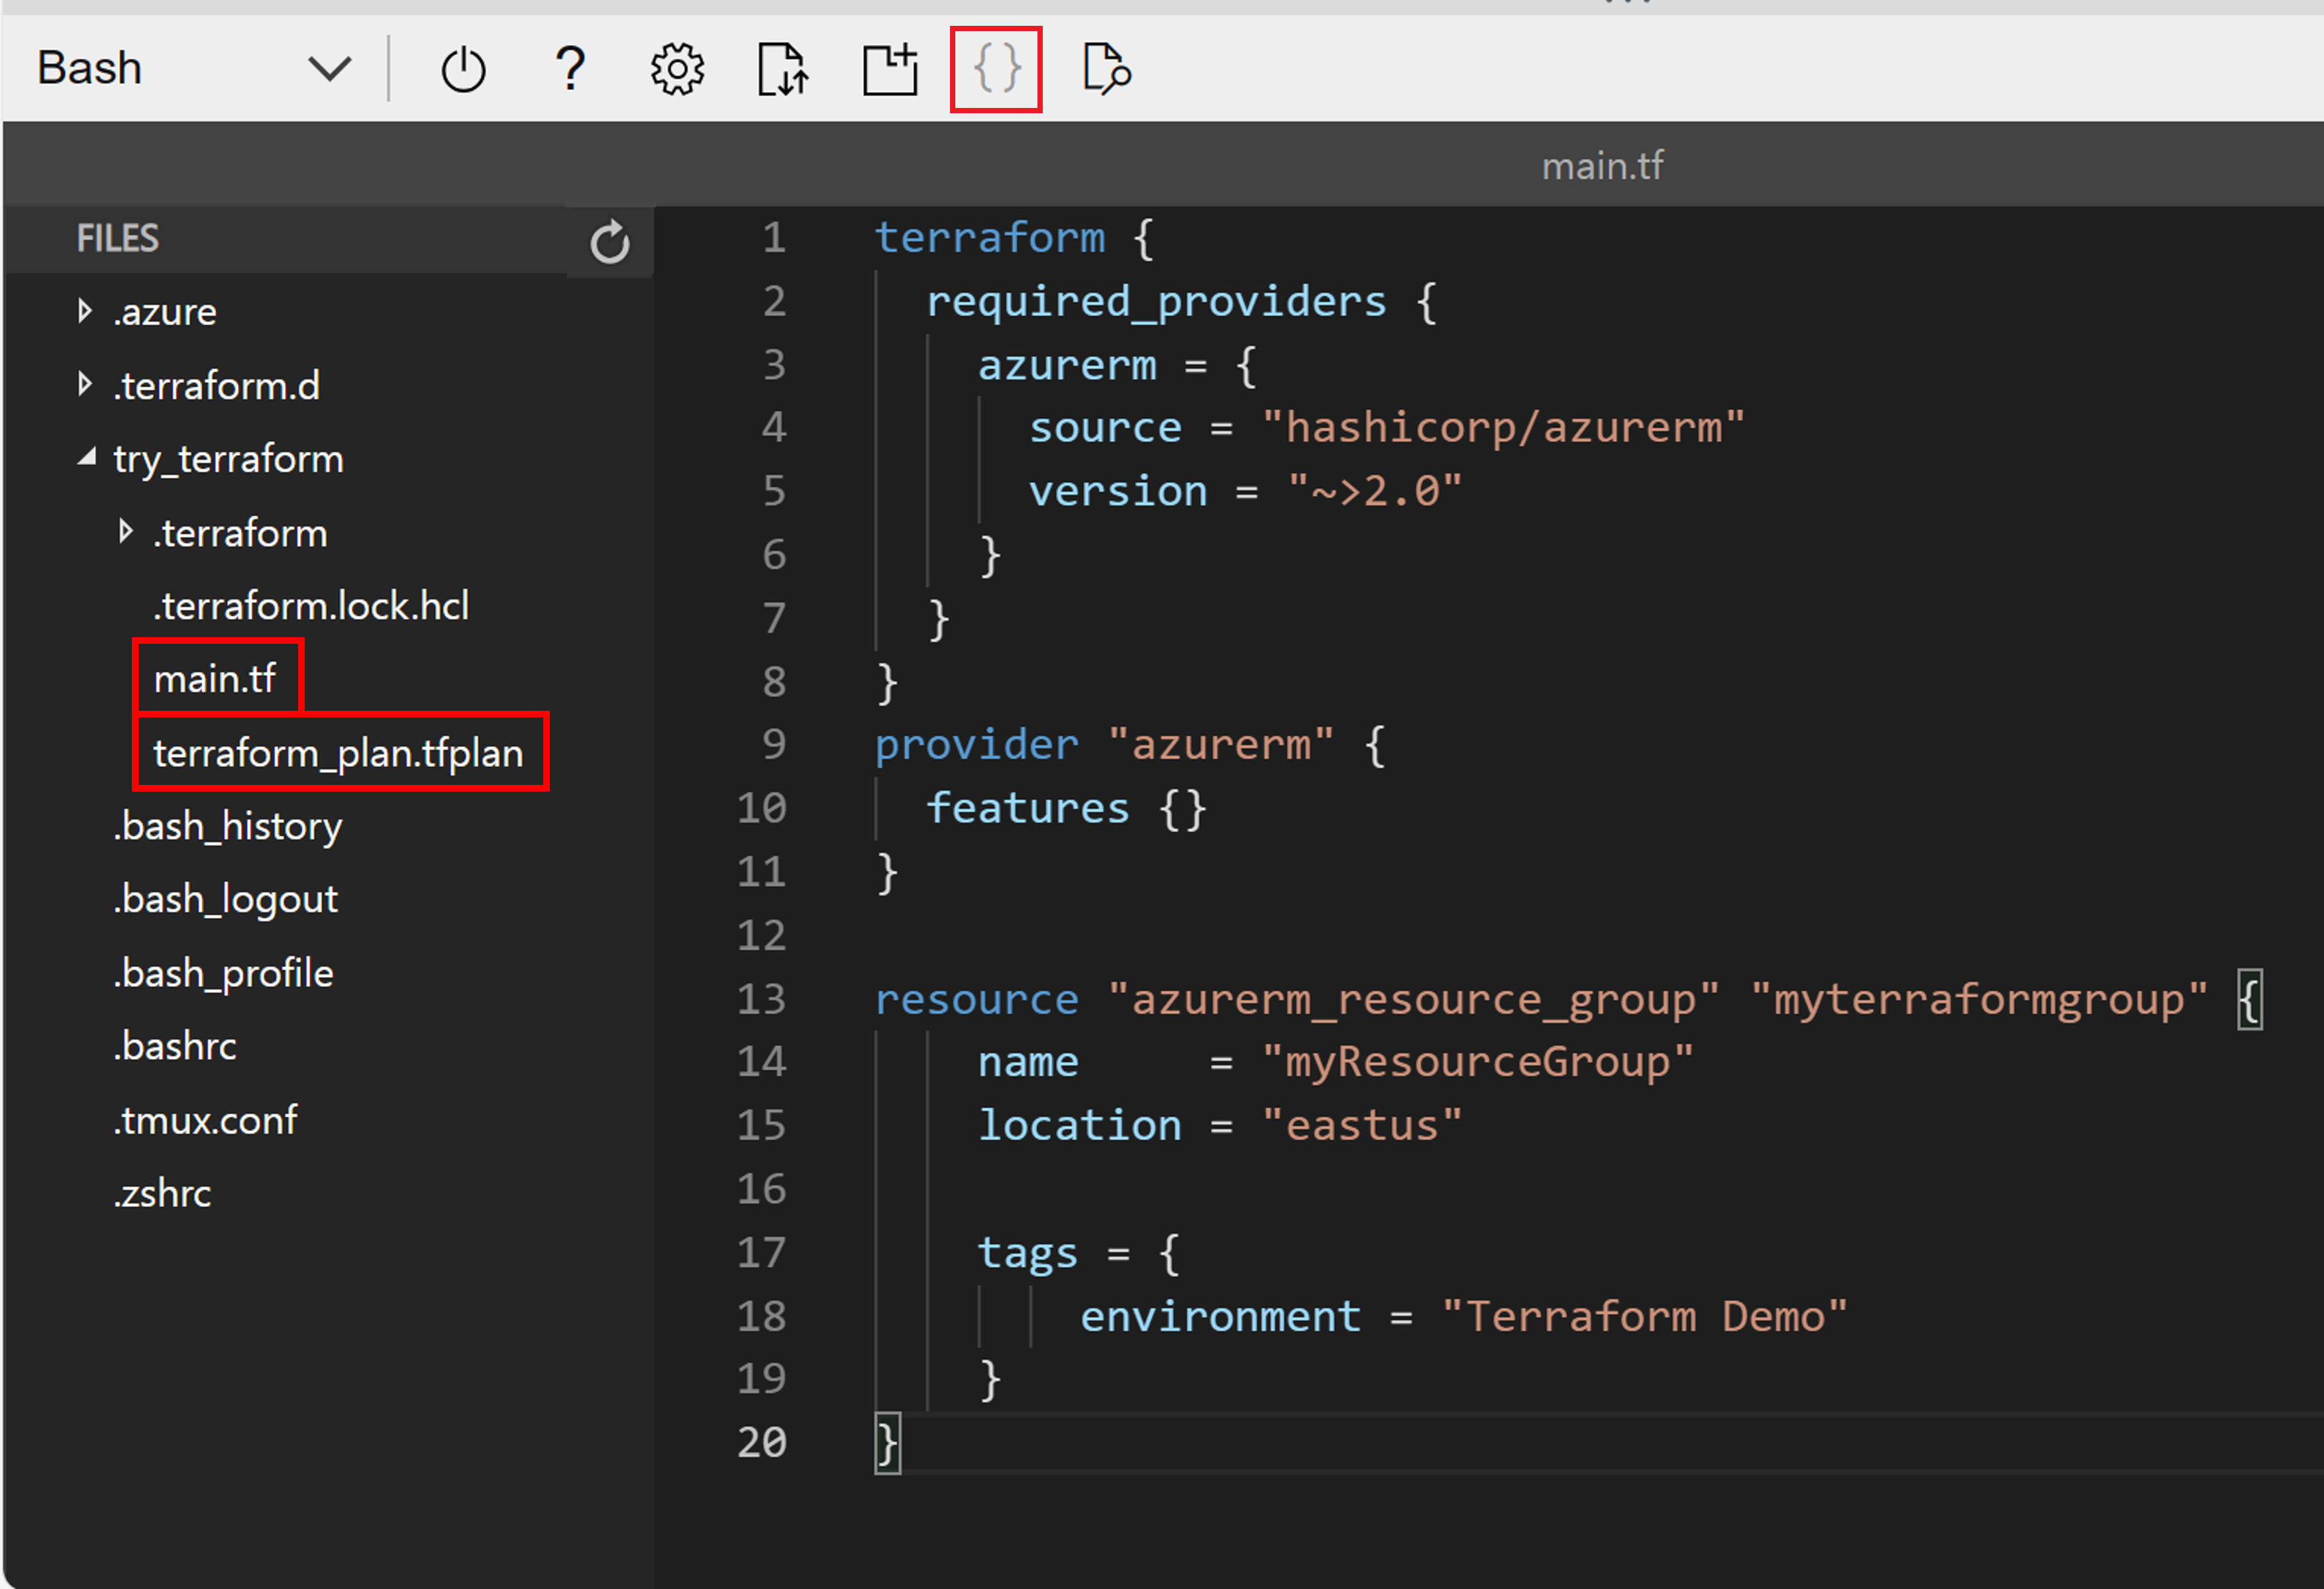 Bash
?
{}
main.tf
FILES
.azure
.terraform.d
try_terraform
.terraform
.terraform.lock.hcl
main.tf
terraform_plan.tfplan
.bash_history
.bash_logout
.bash_profile
.bashrc
.tmux.conf
.zshrc
1 terraform {
2   required_providers {
3     azurerm = {
4       source = "hashicorp/azurerm"
5       version = "~>2.0"
6     }
7   }
8 }
9 provider "azurerm" {
10   features {}
11 }
12
13 resource "azurerm_resource_group" "myterraformgroup" {
14     name     = "myResourceGroup"
15     location = "eastus"
16
17     tags = {
18         environment = "Terraform Demo"
19     }
20 }